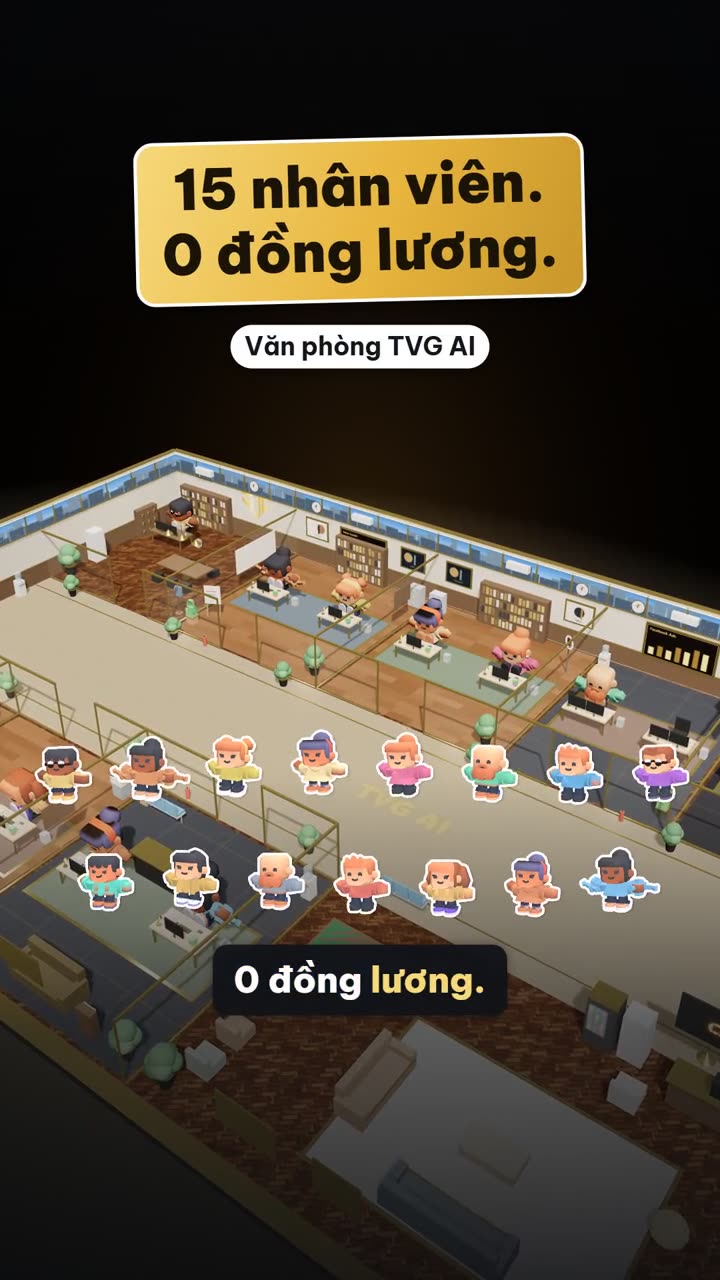 15 nhân viên.
0 đồng lương.
Văn phòng TVG AI
TVG AI
0 đồng lương.